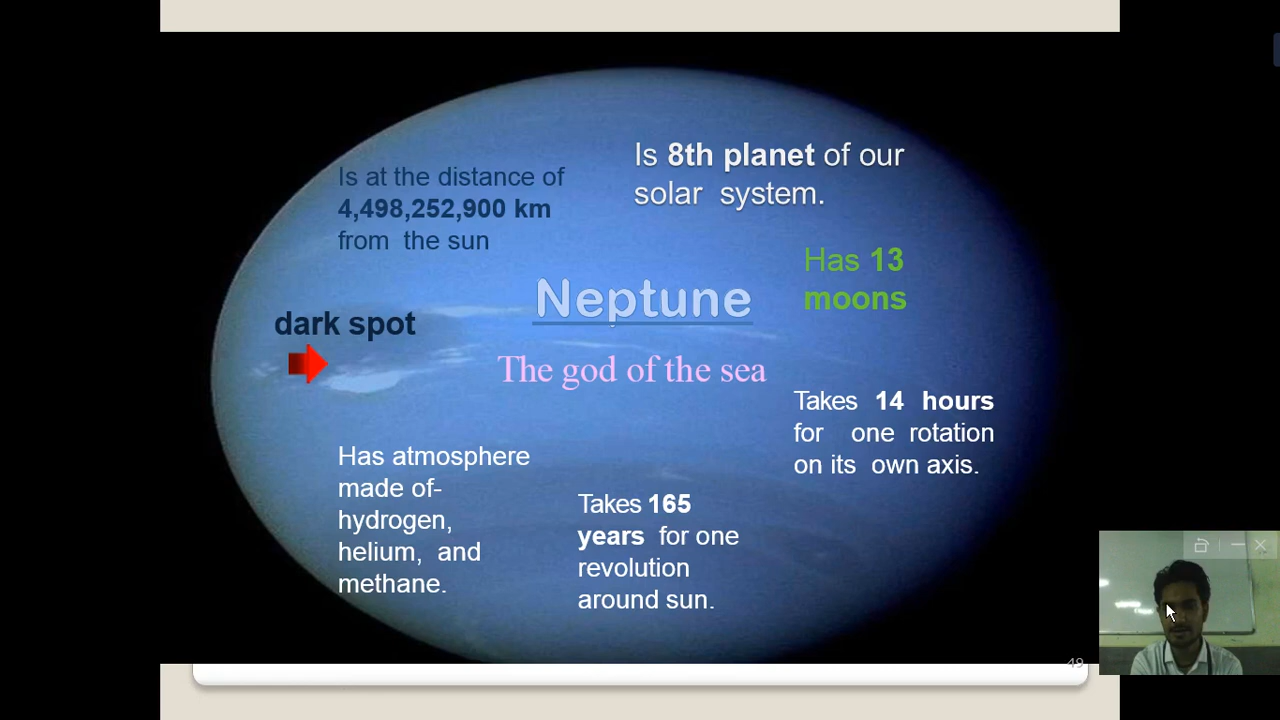 Is 8th planet of our
solar system.
Is at the distance of
4,498,252,900 km
from the sun
Has 13
moons
Neptune
dark spot
The god of the sea
Takes 14 hours
for one rotation
on its own axis.
Has atmosphere
made of-
hydrogen,
helium, and
methane.
Takes 165
years for one
revolution
around sun.
49